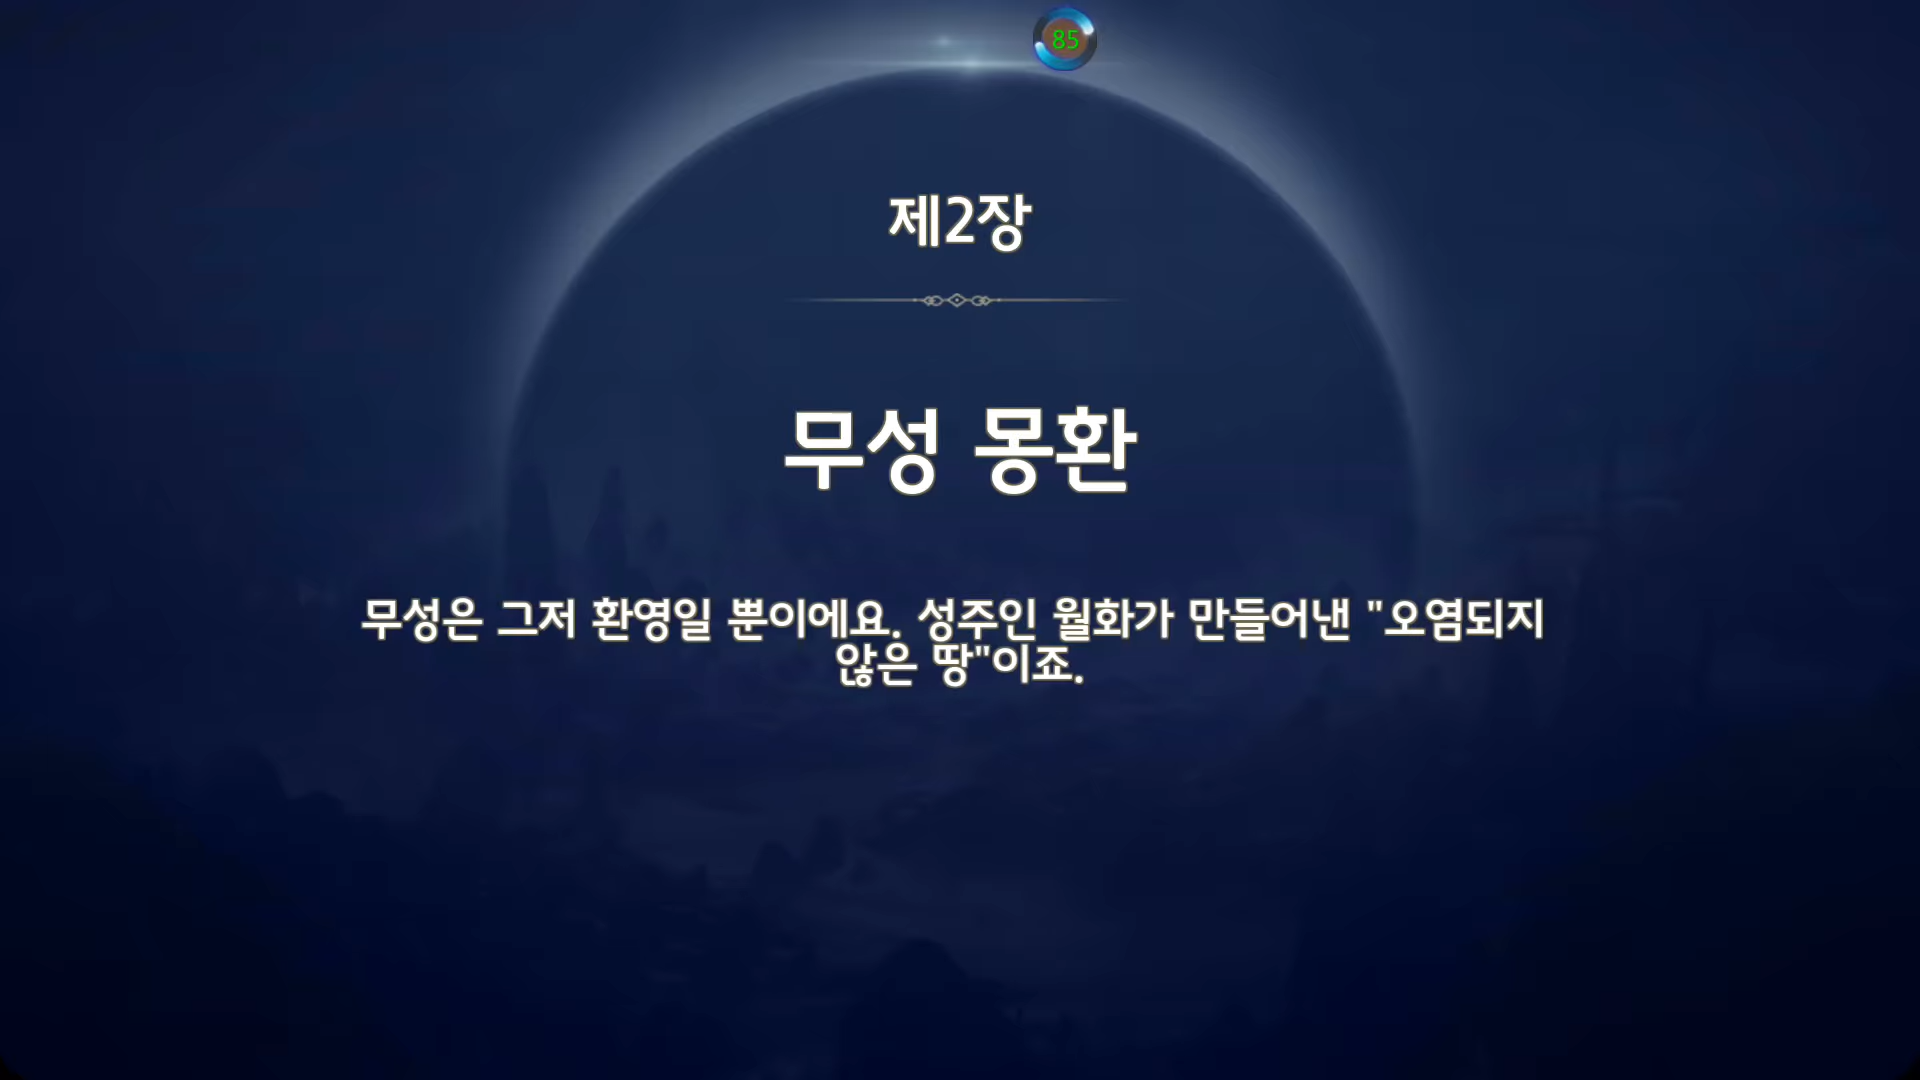 85
제2장
무성 몽환
무성은 그저 환영일 뿐이에요. 성주인 월화가 만들어낸 "오염되지
않은 땅"이죠.